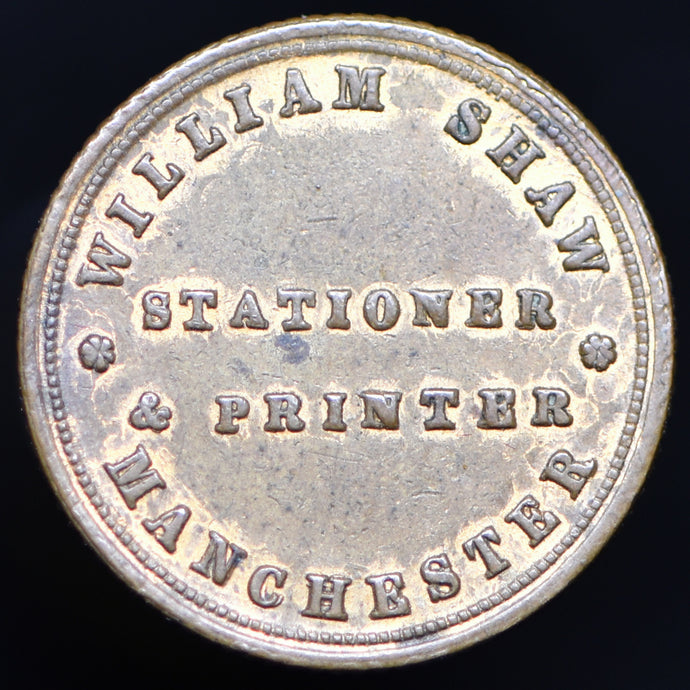 WILLIAM SHAW
STATIONER
& PRINTER
MANCHESTER